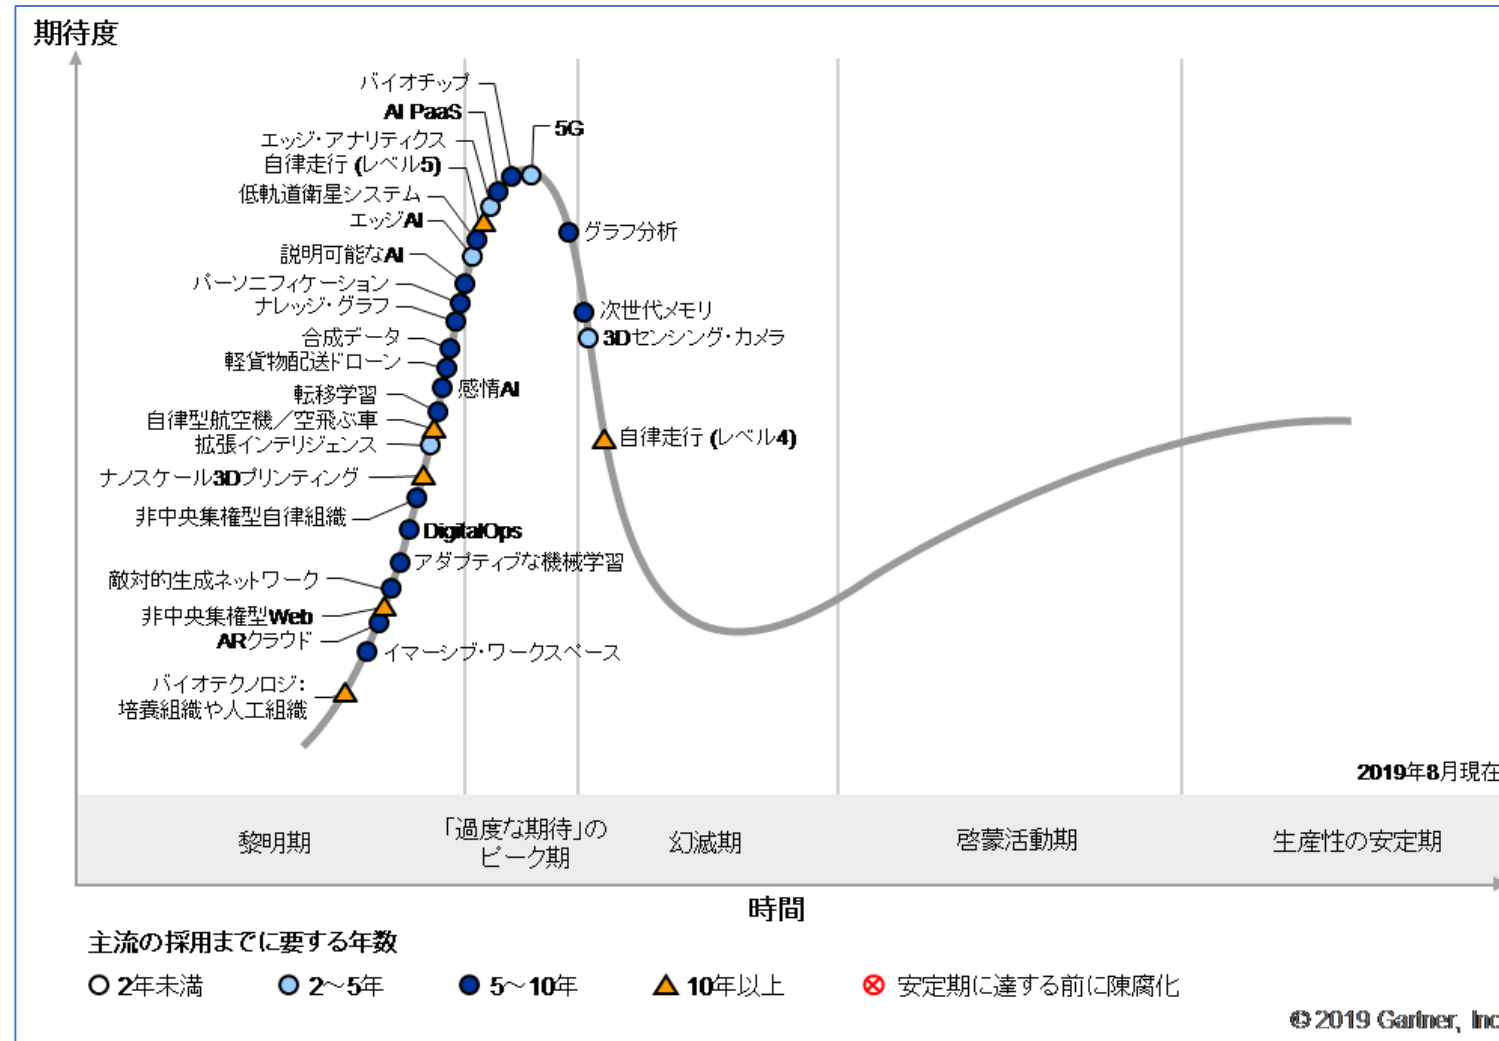 期待度
バイオチップ
AI PaaS
5G
エッジ・アナリティクス
自律走行 (レベル5)
低軌道衛星システム
エッジAI
グラフ分析
説明可能なAI
パーソニフィケーション
ナレッジ・グラフ
次世代メモリ
合成データ
3Dセンシング・カメラ
軽貨物配送ドローン
感情AI
転移学習
自律型航空機/空飛ぶ車
自律走行 (レベル4)
拡張インテリジェンス
ナノスケール3Dプリンティング
非中央集権型自律組織
DigitalOps
アダプティブな機械学習
敵対的生成ネットワーク
非中央集権型Web
ARクラウド
イマーシブ・ワークスペース
バイオテクノロジ:
培養組織や人工組織
2019年8月現在
黎明期
「過度な期待」の
ピーク期
幻滅期
啓蒙活動期
生産性の安定期
時間
主流の採用までに要する年数
2年未満
2~5年
5~10年
10年以上
安定期に達する前に陳腐化
© 2019 Gartner, Inc